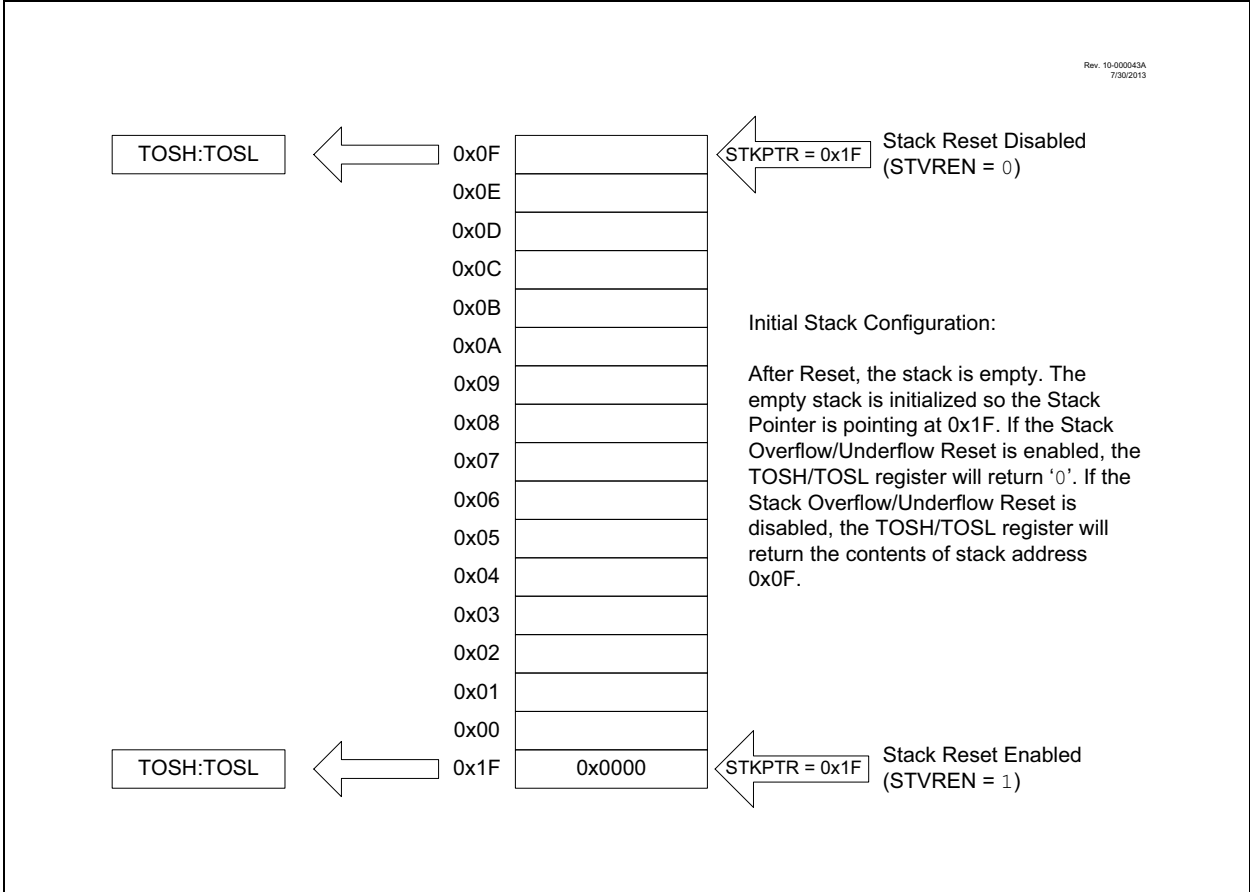 Rev. 10-000043A
7/30/2013
TOSH:TOSL
0x0F
STKPTR = 0x1F
Stack Reset Disabled
(STVREN = 0)
0x0E
0x0D
0x0C
0x0B
0x0A
0x09
0x08
0x07
0x06
0x05
0x04
0x03
0x02
0x01
0x00
Initial Stack Configuration:
After Reset, the stack is empty. The
empty stack is initialized so the Stack
Pointer is pointing at 0x1F. If the Stack
Overflow/Underflow Reset is enabled, the
TOSH/TOSL register will return ‘0’. If the
Stack Overflow/Underflow Reset is
disabled, the TOSH/TOSL register will
return the contents of stack address
0x0F.
TOSH:TOSL
0x1F
0x0000
STKPTR = 0x1F
Stack Reset Enabled
(STVREN = 1)